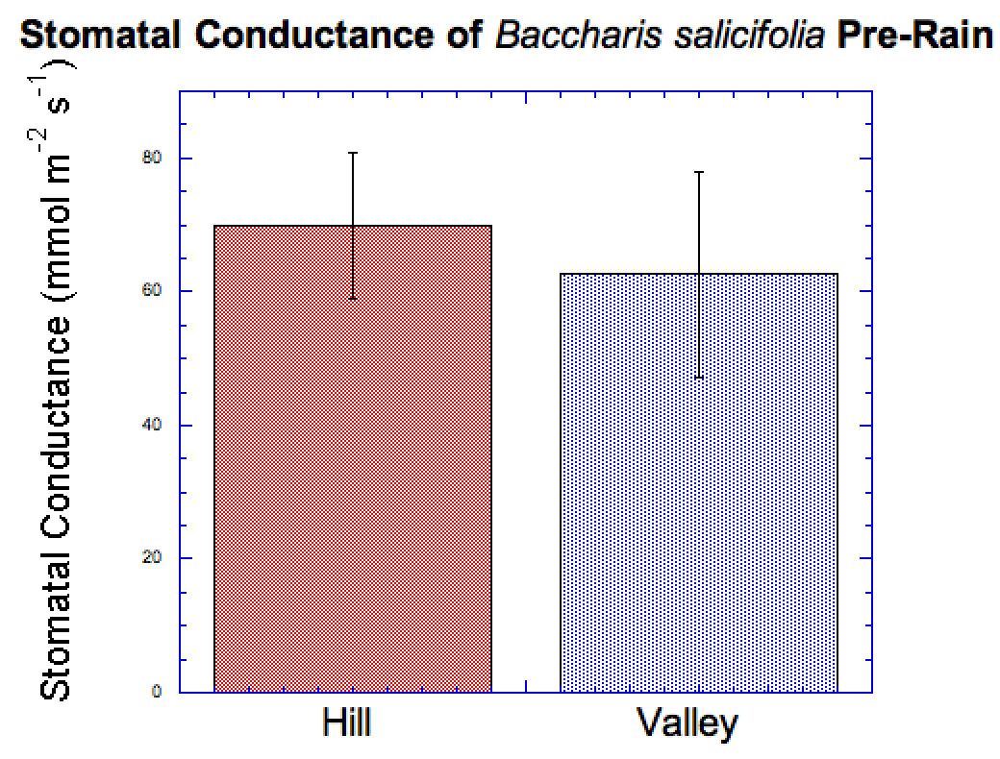 Stomatal Conductance of Baccharis salicifolia Pre-Rain
Stomatal Conductance (mmol m⁻² s⁻¹)
80
60
40
20
0
Hill
Valley